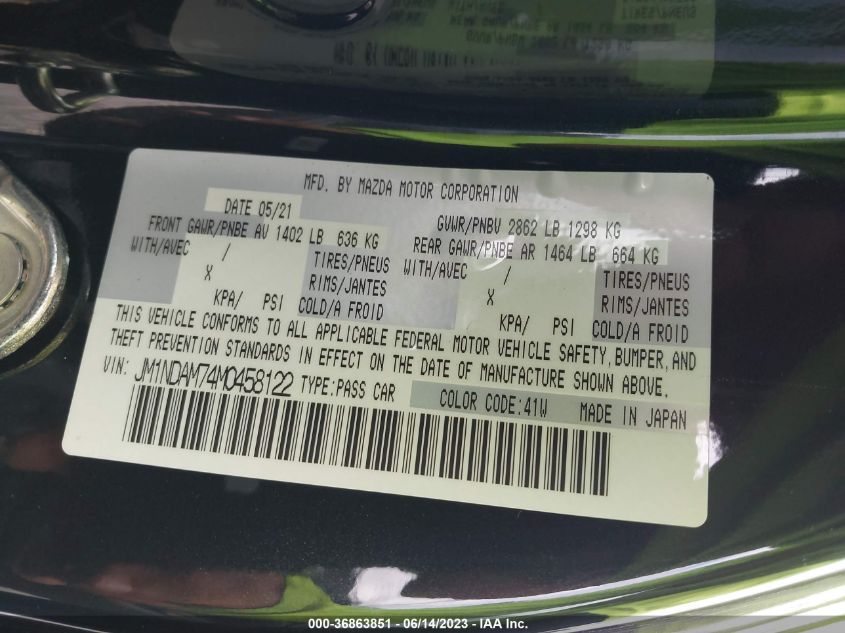 TIRES/PNEUS
MFD. BY MAZDA MOTOR CORPORATION
DATE 05/21 GVWR/PNBV 2862 LB 1298 KG
FRONT GAWR/PNBE AV 1402 LB 636 KG REAR GAWR/PNBE AR 1464 LB 664 KG
WITH/AVEC / TIRES/PNEUS WITH/AVEC / TIRES/PNEUS
X RIMS/JANTES X RIMS/JANTES
KPA/ PSI COLD/A FROID KPA/ PSI COLD/A FROID
THIS VEHICLE CONFORMS TO ALL APPLICABLE FEDERAL MOTOR VEHICLE SAFETY, BUMPER, AND
THEFT PREVENTION STANDARDS IN EFFECT ON THE DATE OF MANUFACTURE SHOWN ABOVE.
VIN: JM1NDAM74M0458122 TYPE:PASS CAR COLOR CODE:41W MADE IN JAPAN
000-36863851 - 06/14/2023 - IAA Inc.